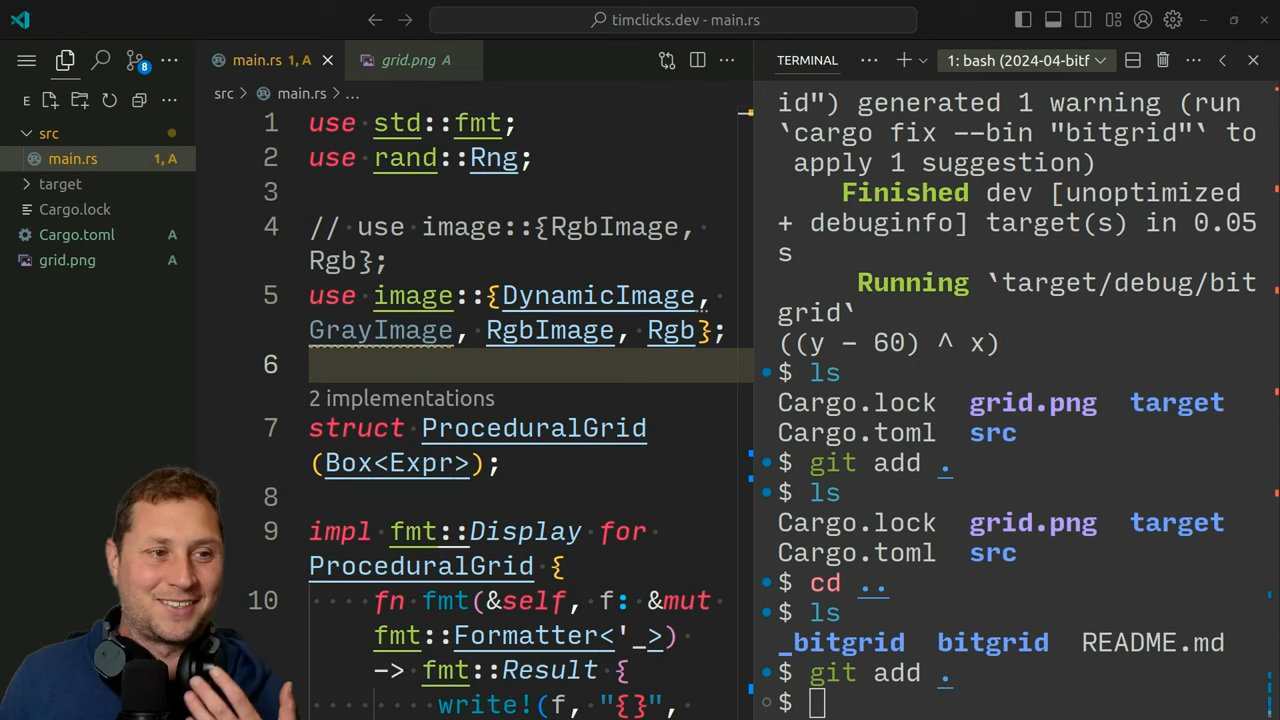 timclicks.dev - main.rs
main.rs 1, A
grid.png A
TERMINAL
1: bash (2024-04-bitf
8
src > main.rs > ...
E
src
main.rs 1, A
target
Cargo.lock
Cargo.toml A
grid.png A
1 use std::fmt;
2 use rand::Rng;
3
4 // use image::{RgbImage,
Rgb};
5 use image::{DynamicImage,
GrayImage, RgbImage, Rgb};
6
2 implementations
7 struct ProceduralGrid
(Box<Expr>);
8
9 impl fmt::Display for
ProceduralGrid {
10 fn fmt(&self, f: &mut
fmt::Formatter<'_>)
-> fmt::Result {
write!(f, "{}",
id") generated 1 warning (run
`cargo fix --bin "bitgrid"` to
apply 1 suggestion)
Finished dev [unoptimized
+ debuginfo] target(s) in 0.05
s
Running `target/debug/bit
grid`
((y - 60) ^ x)
$ ls
Cargo.lock grid.png target
Cargo.toml src
$ git add .
$ ls
Cargo.lock grid.png target
Cargo.toml src
$ cd ..
$ ls
_bitgrid bitgrid README.md
$ git add .
$